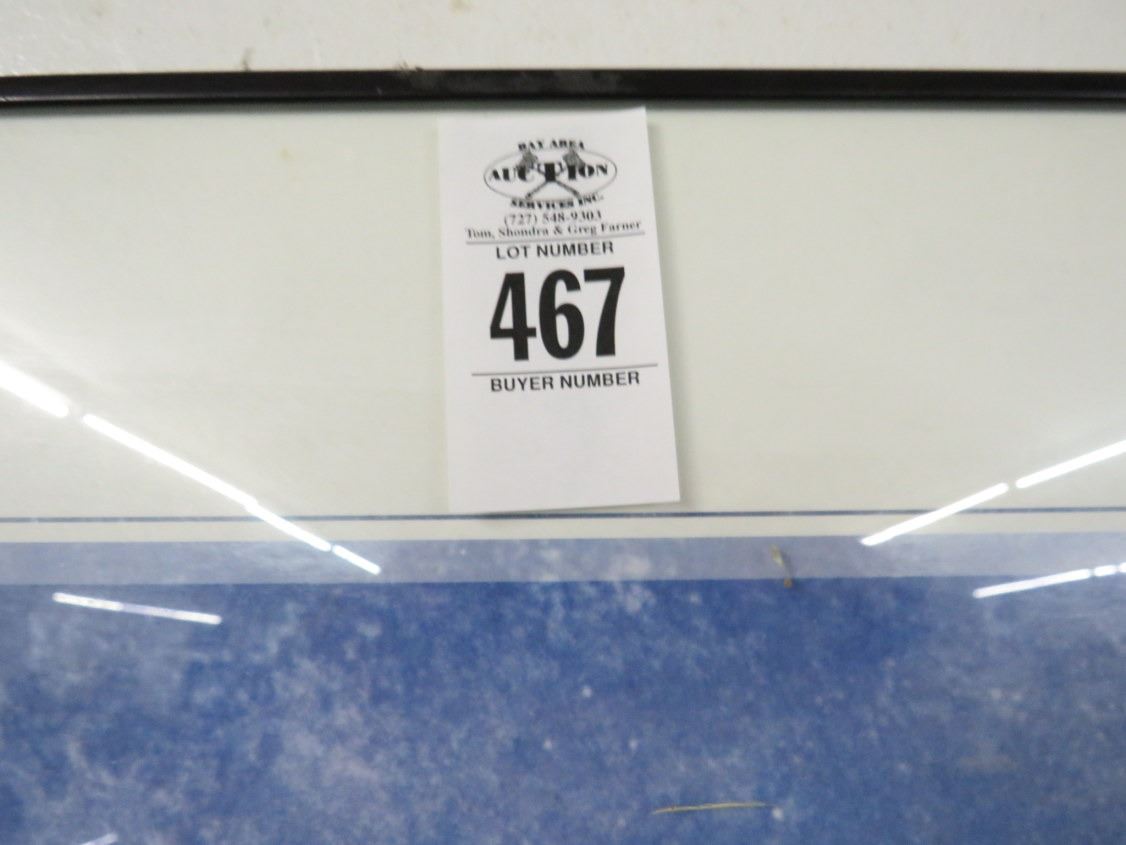 BAY AREA
AUCTION
SERVICES INC.
(727) 548-9303
Tom, Shondra & Greg Farner
LOT NUMBER
467
BUYER NUMBER